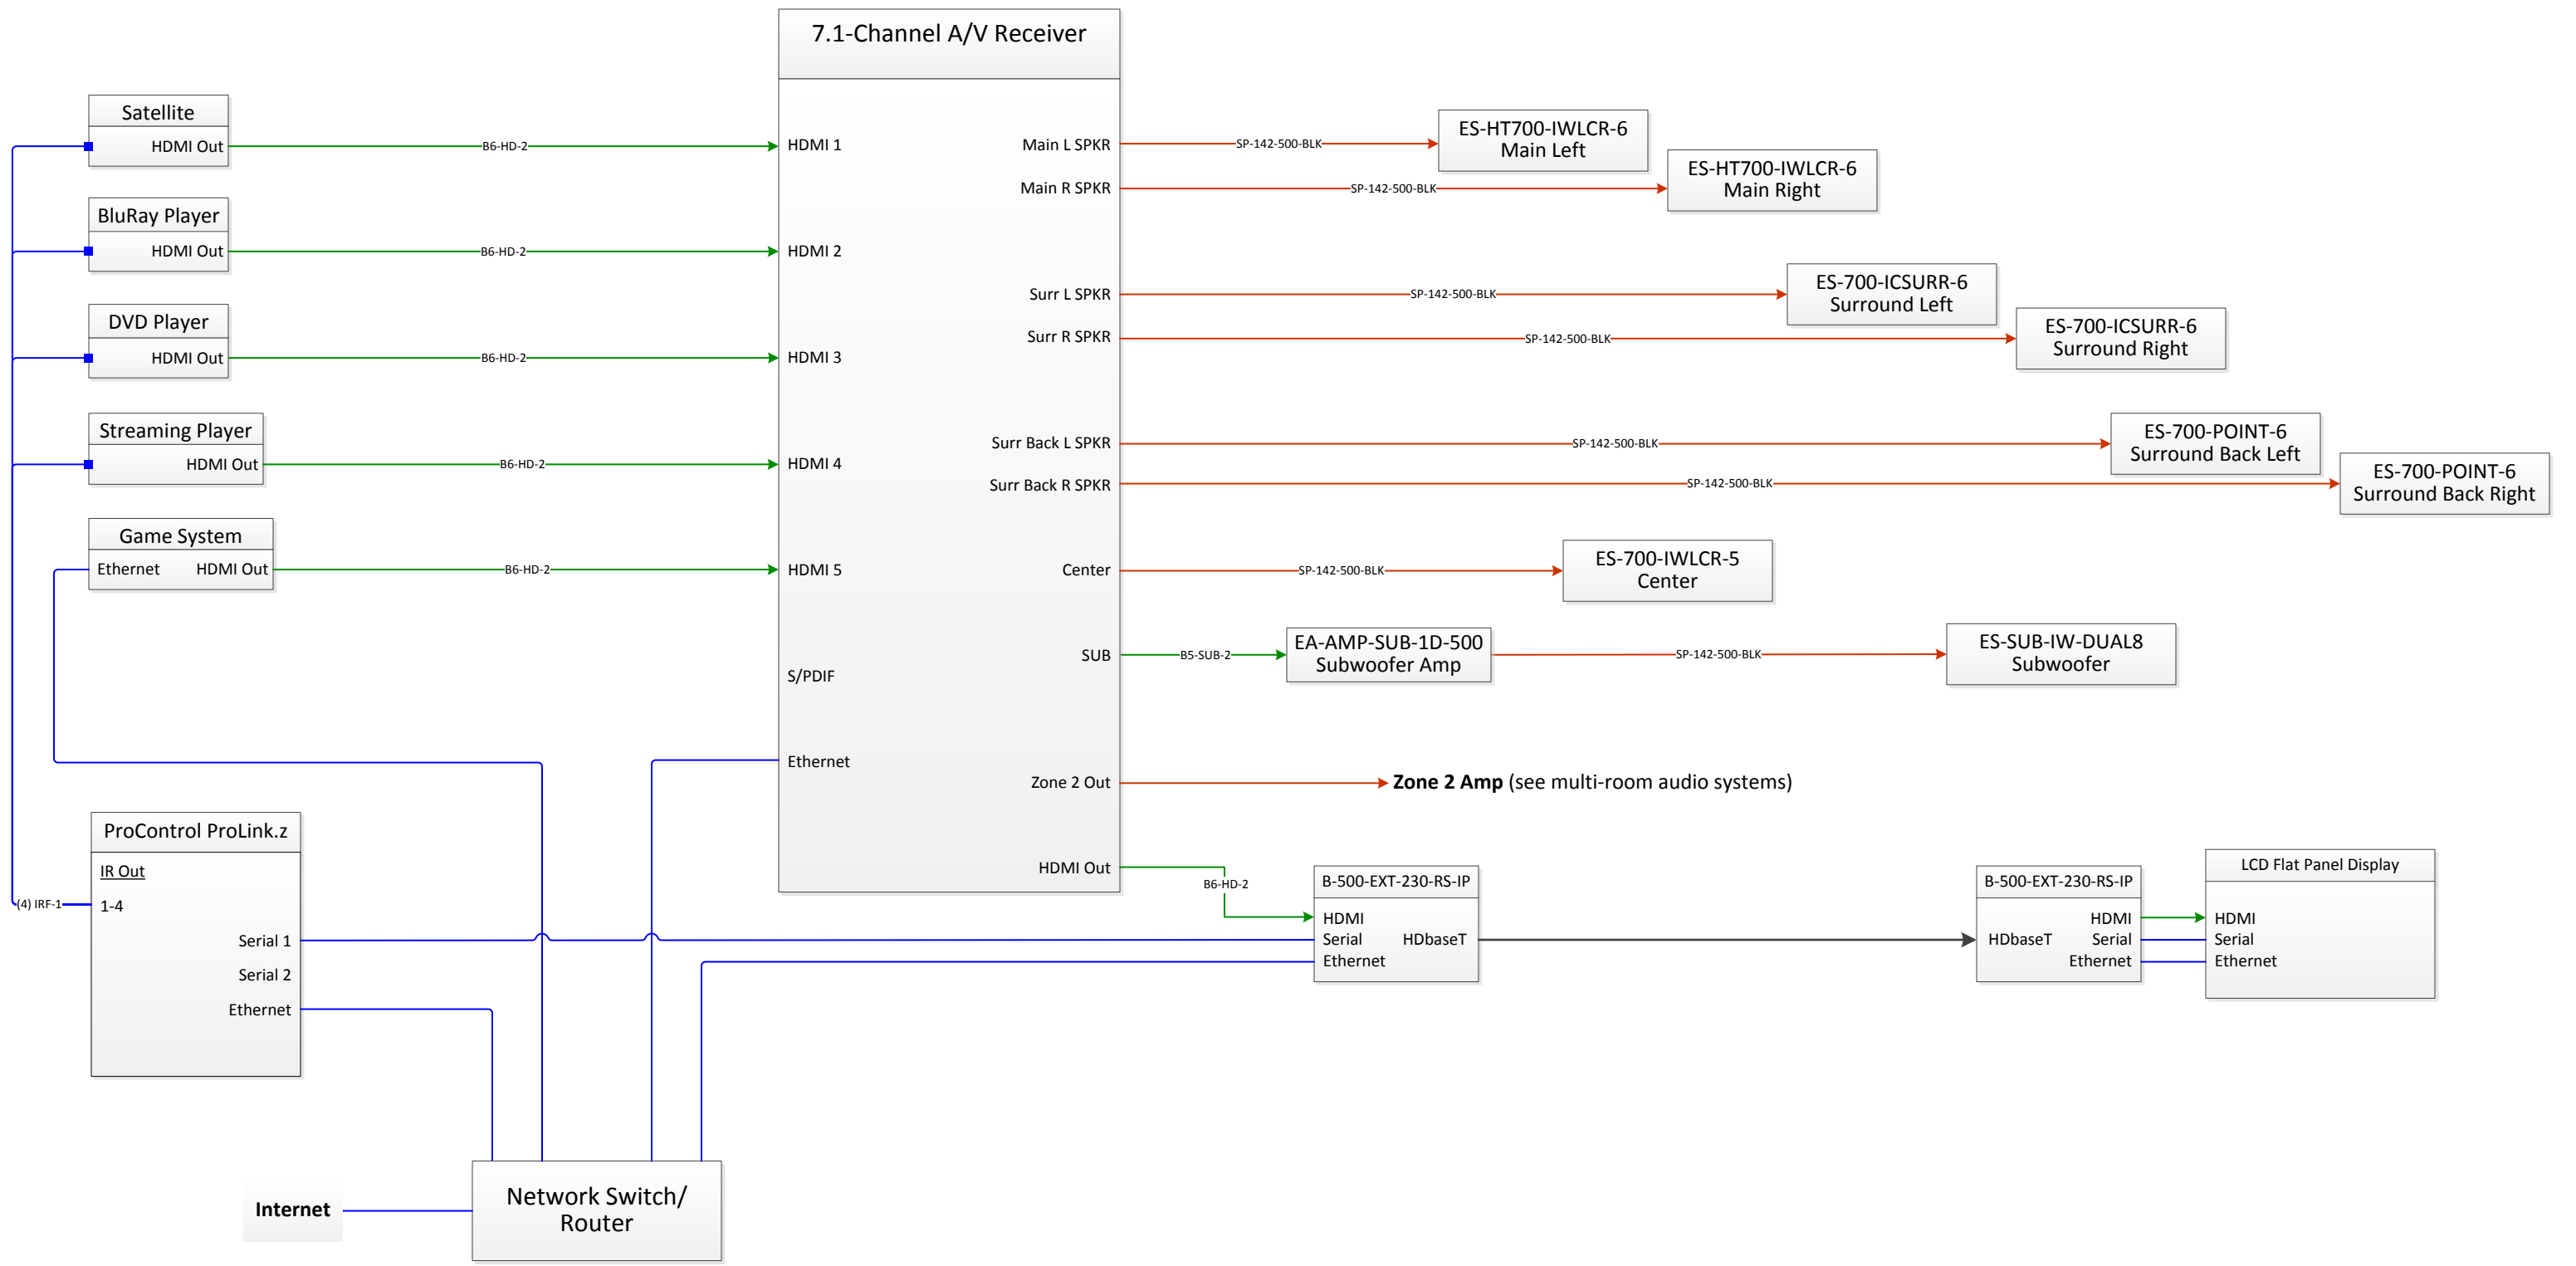 7.1-Channel A/V Receiver
Satellite
HDMI Out
B6-HD-2
HDMI 1
BluRay Player
HDMI Out
B6-HD-2
HDMI 2
DVD Player
HDMI Out
B6-HD-2
HDMI 3
Streaming Player
HDMI Out
B6-HD-2
HDMI 4
Game System
Ethernet HDMI Out
B6-HD-2
HDMI 5
S/PDIF
Ethernet
Main L SPKR
SP-142-500-BLK
ES-HT700-IWLCR-6
Main Left
Main R SPKR
SP-142-500-BLK
ES-HT700-IWLCR-6
Main Right
Surr L SPKR
SP-142-500-BLK
ES-700-ICSURR-6
Surround Left
Surr R SPKR
SP-142-500-BLK
ES-700-ICSURR-6
Surround Right
Surr Back L SPKR
SP-142-500-BLK
ES-700-POINT-6
Surround Back Left
Surr Back R SPKR
SP-142-500-BLK
ES-700-POINT-6
Surround Back Right
Center
SP-142-500-BLK
ES-700-IWLCR-5
Center
SUB
B5-SUB-2
EA-AMP-SUB-1D-500
Subwoofer Amp
SP-142-500-BLK
ES-SUB-IW-DUAL8
Subwoofer
Zone 2 Out
Zone 2 Amp (see multi-room audio systems)
HDMI Out
B6-HD-2
ProControl ProLink.z
IR Out
(4) IRF-1
1-4
Serial 1
Serial 2
Ethernet
B-500-EXT-230-RS-IP
HDMI
Serial HDbaseT
Ethernet
B-500-EXT-230-RS-IP
HDMI
HDbaseT Serial
Ethernet
LCD Flat Panel Display
HDMI
Serial
Ethernet
Internet
Network Switch/
Router